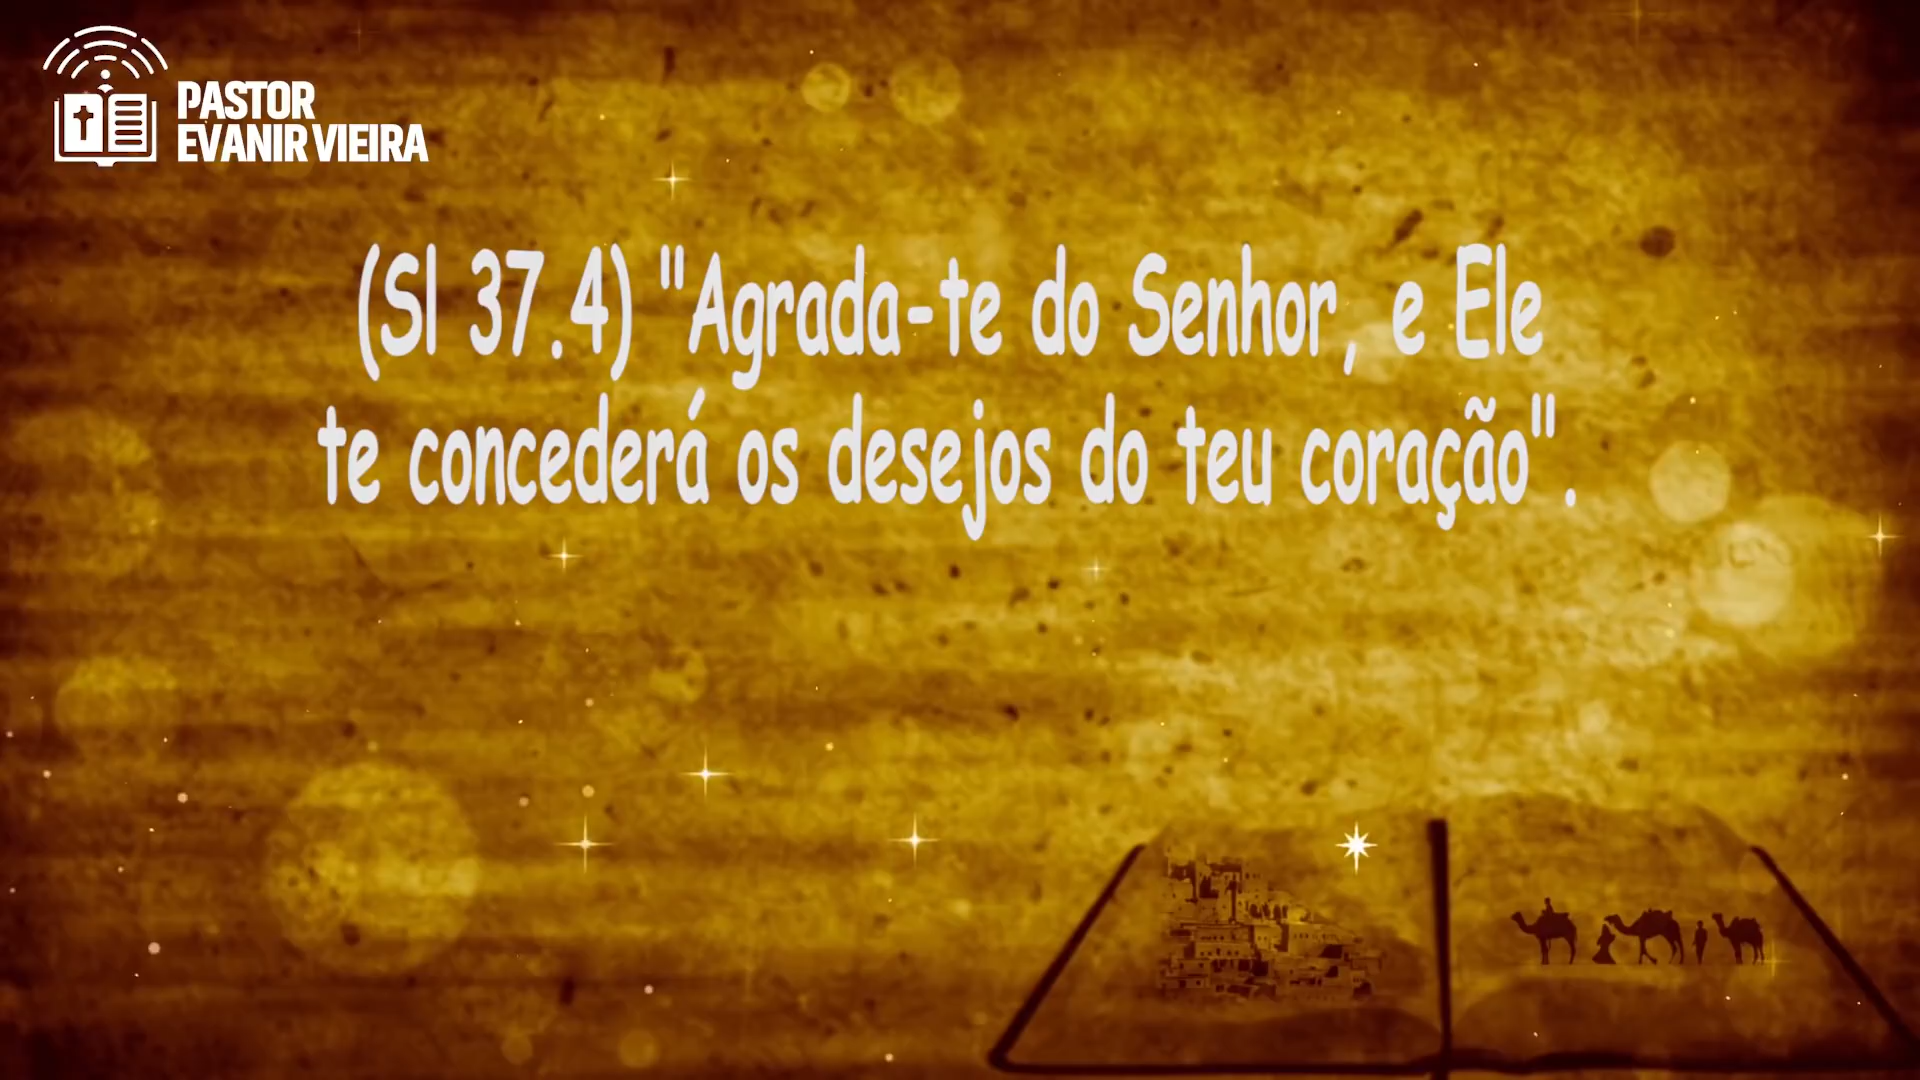 PASTOR
EVANIR VIEIRA
(Sl 37.4) "Agrada-te do Senhor, e Ele
te concederá os desejos do teu coração".